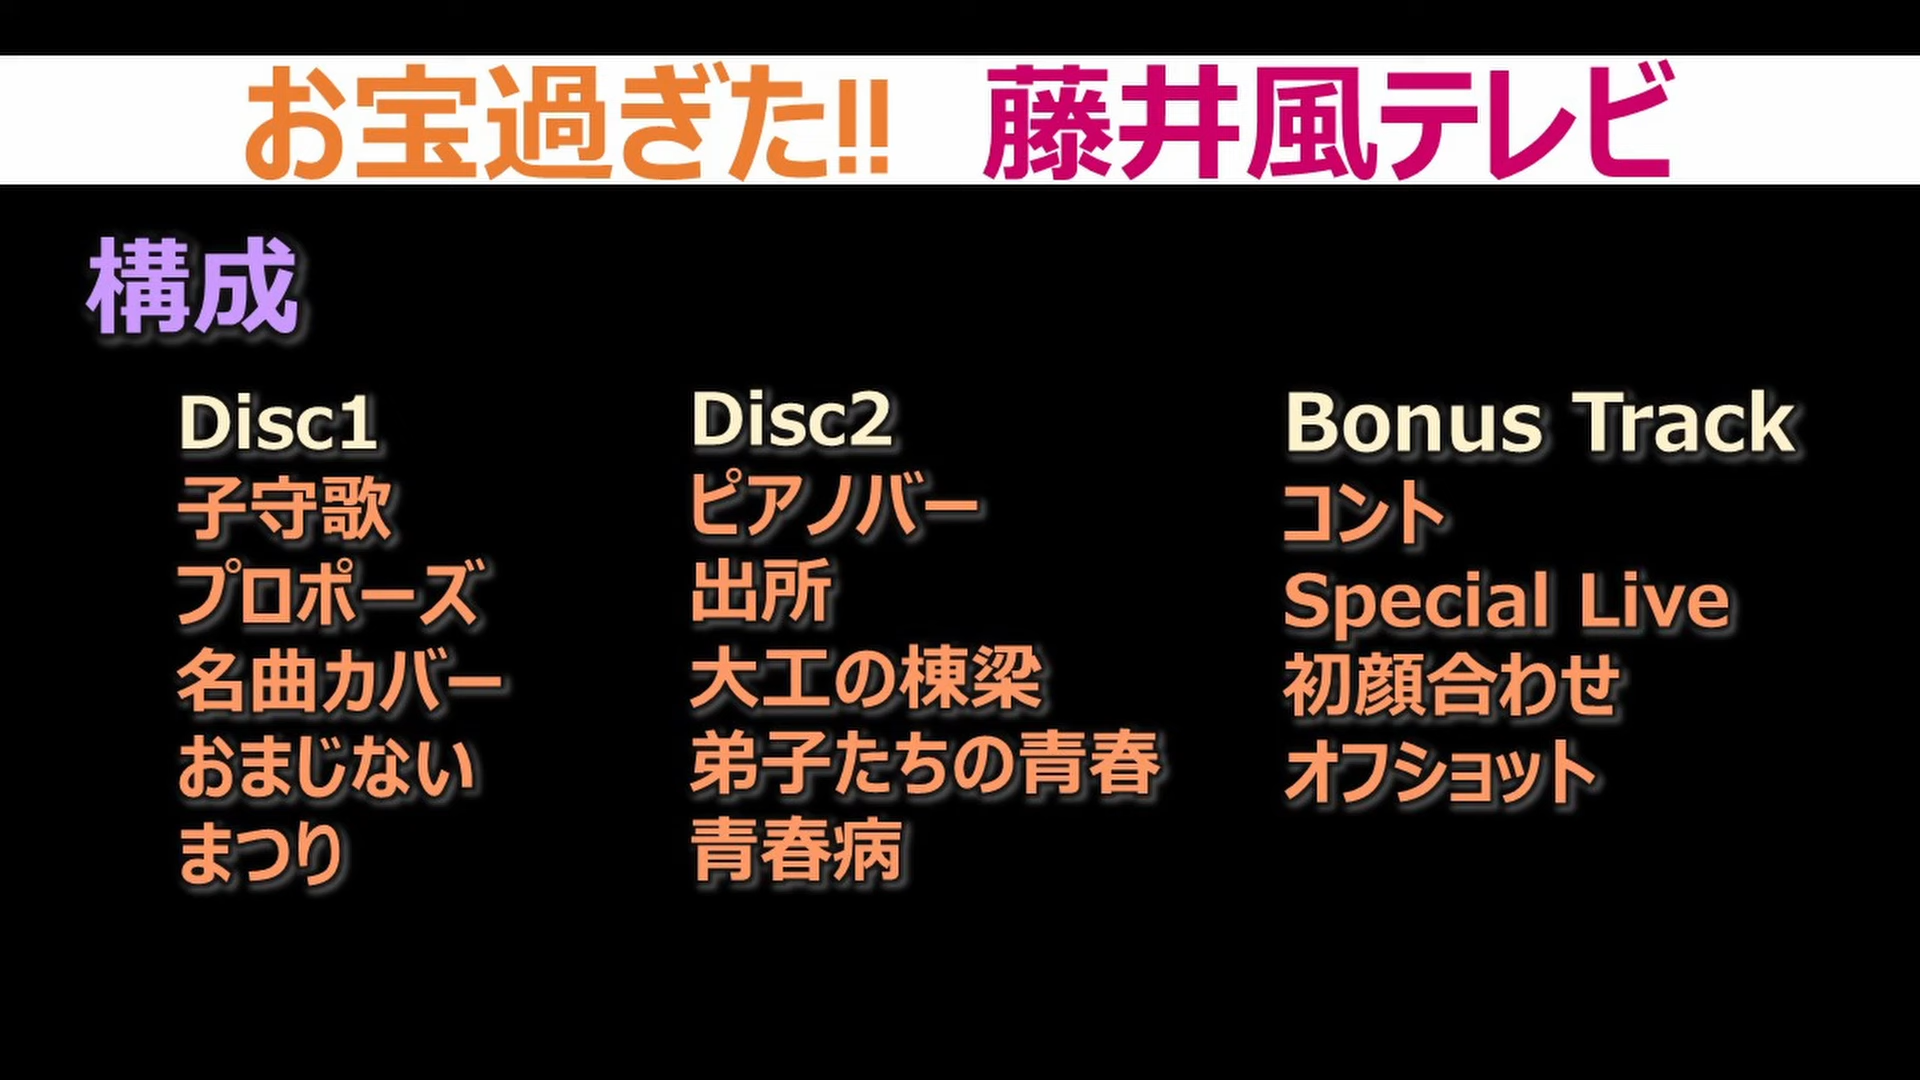 お宝過ぎた!! 藤井風テレビ
構成
Disc1
子守歌
プロポーズ
名曲カバー
おまじない
まつり
Disc2
ピアノバー
出所
大工の棟梁
弟子たちの青春
青春病
Bonus Track
コント
Special Live
初顔合わせ
オフショット